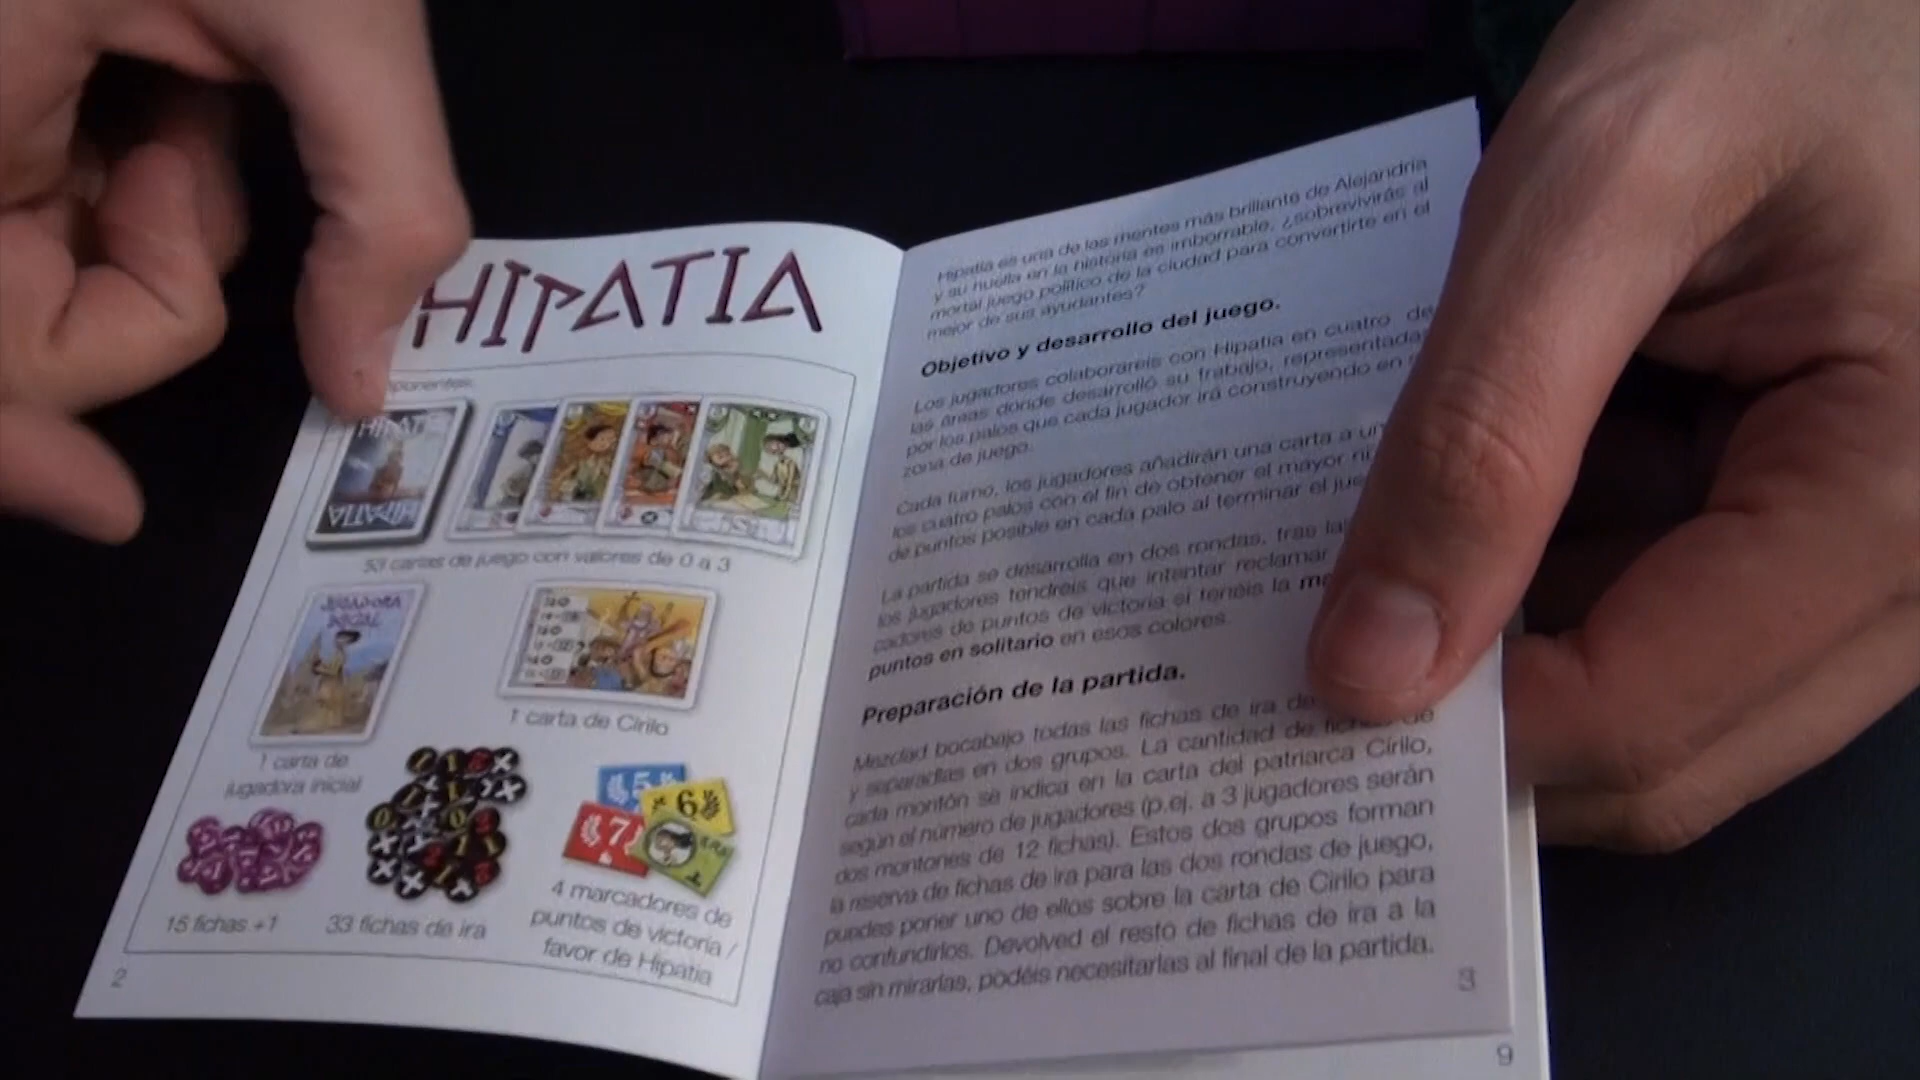 HIPATIA
HIPATIA
HIPATIA
53 cartas de juego con valores de 0 a 3
JUGADORA
INICIAL
1 carta de
jugadora inicial
1 carta de Cirilo
15 fichas +1
33 fichas de ira
5
6
7
4 marcadores de
puntos de victoria /
favor de Hipatia
2
Hipatia es una de las mentes más brillante de Alejandría
y su huella en la historia es imborrable, ¿sobrevivirás al
mortal juego político de la ciudad para convertirte en el
mejor de sus ayudantes?
Objetivo y desarrollo del juego.
Los jugadores colaboraréis con Hipatia en cuatro de
las áreas donde desarrolló su trabajo, representadas
por los palos que cada jugador irá construyendo en
zona de juego.
Cada turno, los jugadores añadirán una carta a
los cuatro palos con el fin de obtener el mayor
de puntos posible en cada palo al terminar el
La partida se desarrolla en dos rondas, tras
los jugadores tendréis que intentar reclamar
cadores de puntos de victoria si tenéis la
puntos en solitario en esos colores.
Preparación de la partida.
Mezclad bocabajo todas las fichas de ira
y separadlas en dos grupos. La cantidad de fichas de
cada montón se indica en la carta del patriarca Cirilo,
según el número de jugadores (p.ej. a 3 jugadores serán
dos montones de 12 fichas). Estos dos grupos forman
la reserva de fichas de ira para las dos rondas de juego,
puedes poner uno de ellos sobre la carta de Cirilo para
no confundirlos. Devolved el resto de fichas de ira a la
caja sin mirarlas, podéis necesitarlas al final de la partida.
3
9